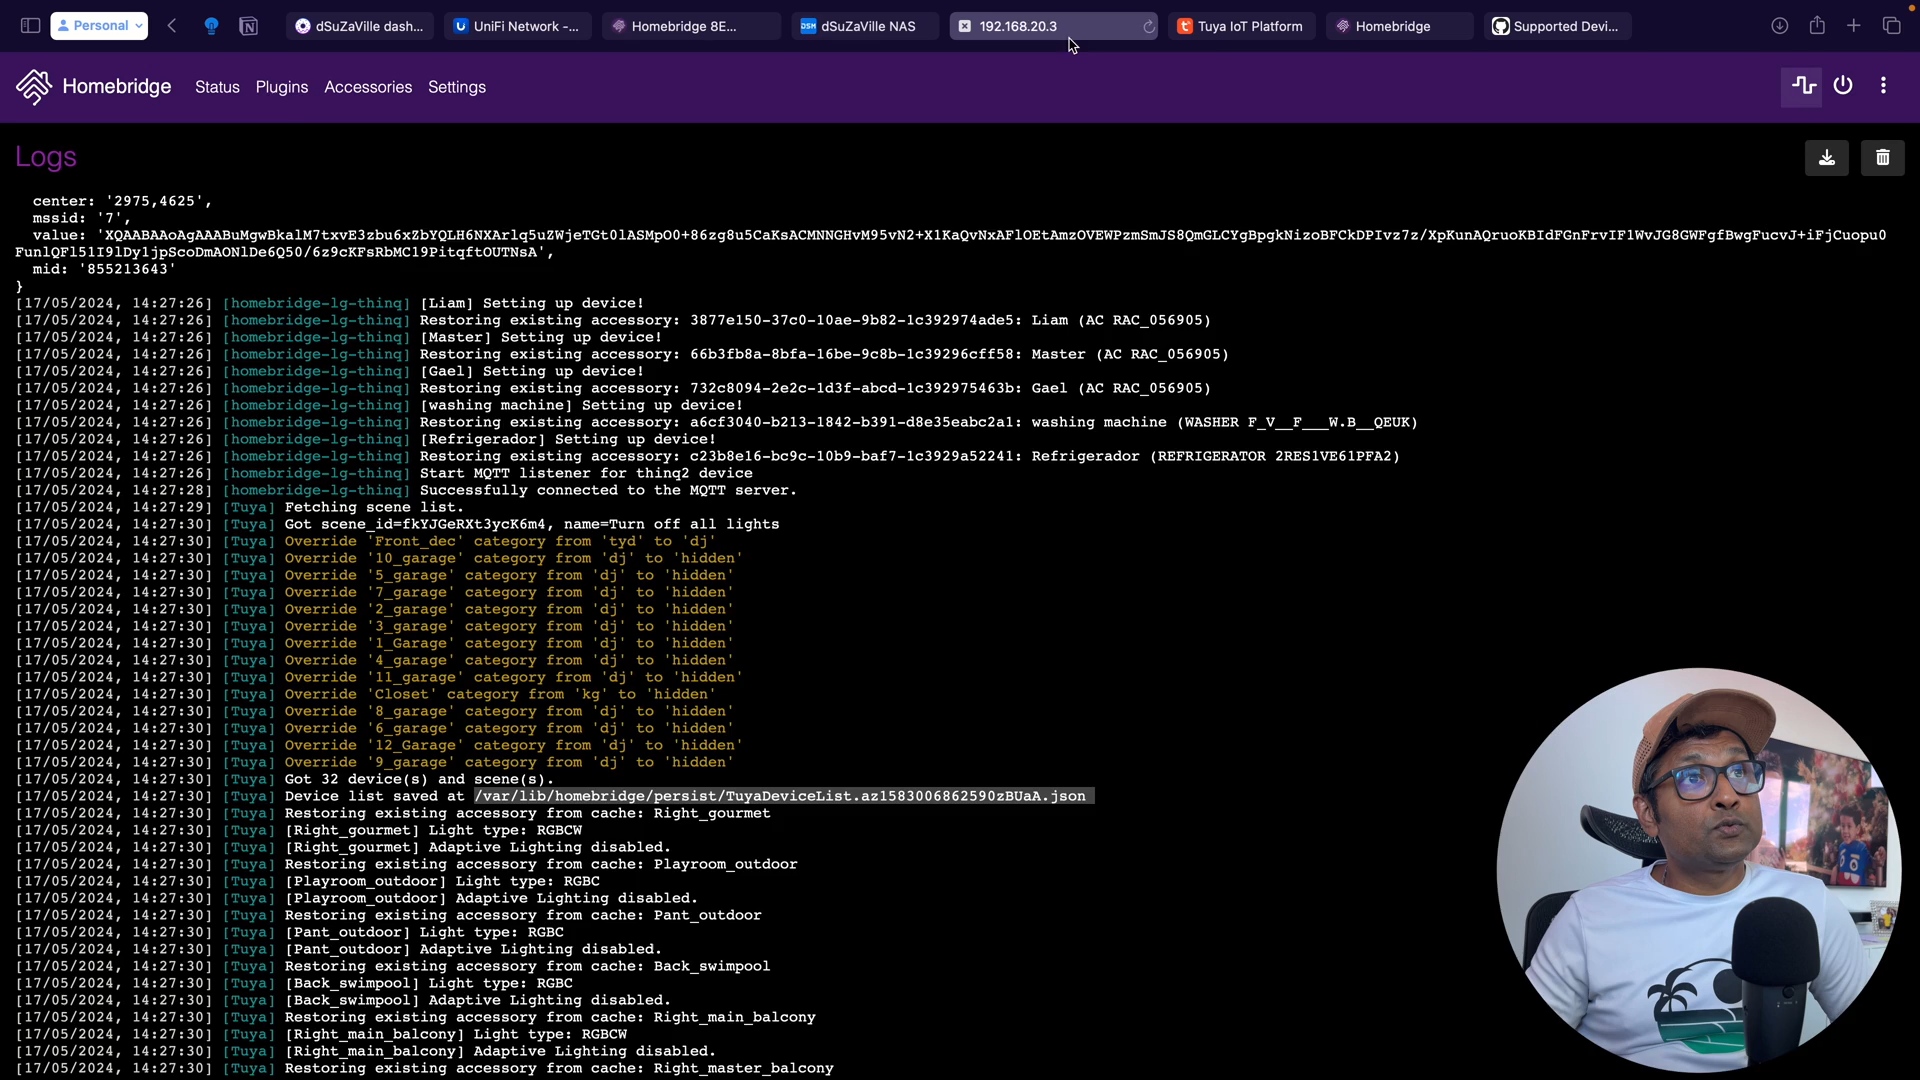 Personal
dSuZaVille dash...
UniFi Network -...
Homebridge 8E...
DSM
dSuZaVille NAS
192.168.20.3
Tuya IoT Platform
Homebridge
Supported Devi...
Homebridge
Status
Plugins
Accessories
Settings
Logs
center: '2975,4625',
mssid: '7',
value: 'XQAABAAoAgAAABuMgwBkalM7txvE3zbu6xZbYQLH6NXArlq5uZWjeTGt0lASMpO0+86zg8u5CaKsACMNNGHvM95vN2+X1KaQvNxAFlOEtAmzOVEWPzmSmJS8QmGLCYgBpgkNizoBFCkDPIvz7z/XpKunAQruoKBIdFGnFrvIF1WvJG8GWFgfBwgFucvJ+iFjCuopu0
FunlQFl51I9lDy1jpScoDmAONlDe6Q50/6z9cKFsRbMC19PitqftOUTNsA',
mid: '855213643'
}
[17/05/2024, 14:27:26] [homebridge-lg-thinq] [Liam] Setting up device!
[17/05/2024, 14:27:26] [homebridge-lg-thinq] Restoring existing accessory: 3877e150-37c0-10ae-9b82-1c392974ade5: Liam (AC RAC_056905)
[17/05/2024, 14:27:26] [homebridge-lg-thinq] [Master] Setting up device!
[17/05/2024, 14:27:26] [homebridge-lg-thinq] Restoring existing accessory: 66b3fb8a-8bfa-16be-9c8b-1c39296cff58: Master (AC RAC_056905)
[17/05/2024, 14:27:26] [homebridge-lg-thinq] [Gael] Setting up device!
[17/05/2024, 14:27:26] [homebridge-lg-thinq] Restoring existing accessory: 732c8094-2e2c-1d3f-abcd-1c392975463b: Gael (AC RAC_056905)
[17/05/2024, 14:27:26] [homebridge-lg-thinq] [washing machine] Setting up device!
[17/05/2024, 14:27:26] [homebridge-lg-thinq] Restoring existing accessory: a6cf3040-b213-1842-b391-d8e35eabc2a1: washing machine (WASHER F_V__F___W.B__QEUK)
[17/05/2024, 14:27:26] [homebridge-lg-thinq] [Refrigerador] Setting up device!
[17/05/2024, 14:27:26] [homebridge-lg-thinq] Restoring existing accessory: c23b8e16-bc9c-10b9-baf7-1c3929a52241: Refrigerador (REFRIGERATOR 2RES1VE61PFA2)
[17/05/2024, 14:27:26] [homebridge-lg-thinq] Start MQTT listener for thinq2 device
[17/05/2024, 14:27:28] [homebridge-lg-thinq] Successfully connected to the MQTT server.
[17/05/2024, 14:27:29] [Tuya] Fetching scene list.
[17/05/2024, 14:27:30] [Tuya] Got scene_id=fkYJGeRXt3ycK6m4, name=Turn off all lights
[17/05/2024, 14:27:30] [Tuya] Override 'Front_dec' category from 'tyd' to 'dj'
[17/05/2024, 14:27:30] [Tuya] Override '10_garage' category from 'dj' to 'hidden'
[17/05/2024, 14:27:30] [Tuya] Override '5_garage' category from 'dj' to 'hidden'
[17/05/2024, 14:27:30] [Tuya] Override '7_garage' category from 'dj' to 'hidden'
[17/05/2024, 14:27:30] [Tuya] Override '2_garage' category from 'dj' to 'hidden'
[17/05/2024, 14:27:30] [Tuya] Override '3_garage' category from 'dj' to 'hidden'
[17/05/2024, 14:27:30] [Tuya] Override '1_Garage' category from 'dj' to 'hidden'
[17/05/2024, 14:27:30] [Tuya] Override '4_garage' category from 'dj' to 'hidden'
[17/05/2024, 14:27:30] [Tuya] Override '11_garage' category from 'dj' to 'hidden'
[17/05/2024, 14:27:30] [Tuya] Override 'Closet' category from 'kg' to 'hidden'
[17/05/2024, 14:27:30] [Tuya] Override '8_garage' category from 'dj' to 'hidden'
[17/05/2024, 14:27:30] [Tuya] Override '6_garage' category from 'dj' to 'hidden'
[17/05/2024, 14:27:30] [Tuya] Override '12_Garage' category from 'dj' to 'hidden'
[17/05/2024, 14:27:30] [Tuya] Override '9_garage' category from 'dj' to 'hidden'
[17/05/2024, 14:27:30] [Tuya] Got 32 device(s) and scene(s).
[17/05/2024, 14:27:30] [Tuya] Device list saved at /var/lib/homebridge/persist/TuyaDeviceList.az1583006862590zBUaA.json
[17/05/2024, 14:27:30] [Tuya] Restoring existing accessory from cache: Right_gourmet
[17/05/2024, 14:27:30] [Tuya] [Right_gourmet] Light type: RGBCW
[17/05/2024, 14:27:30] [Tuya] [Right_gourmet] Adaptive Lighting disabled.
[17/05/2024, 14:27:30] [Tuya] Restoring existing accessory from cache: Playroom_outdoor
[17/05/2024, 14:27:30] [Tuya] [Playroom_outdoor] Light type: RGBC
[17/05/2024, 14:27:30] [Tuya] [Playroom_outdoor] Adaptive Lighting disabled.
[17/05/2024, 14:27:30] [Tuya] Restoring existing accessory from cache: Pant_outdoor
[17/05/2024, 14:27:30] [Tuya] [Pant_outdoor] Light type: RGBC
[17/05/2024, 14:27:30] [Tuya] [Pant_outdoor] Adaptive Lighting disabled.
[17/05/2024, 14:27:30] [Tuya] Restoring existing accessory from cache: Back_swimpool
[17/05/2024, 14:27:30] [Tuya] [Back_swimpool] Light type: RGBC
[17/05/2024, 14:27:30] [Tuya] [Back_swimpool] Adaptive Lighting disabled.
[17/05/2024, 14:27:30] [Tuya] Restoring existing accessory from cache: Right_main_balcony
[17/05/2024, 14:27:30] [Tuya] [Right_main_balcony] Light type: RGBCW
[17/05/2024, 14:27:30] [Tuya] [Right_main_balcony] Adaptive Lighting disabled.
[17/05/2024, 14:27:30] [Tuya] Restoring existing accessory from cache: Right_master_balcony